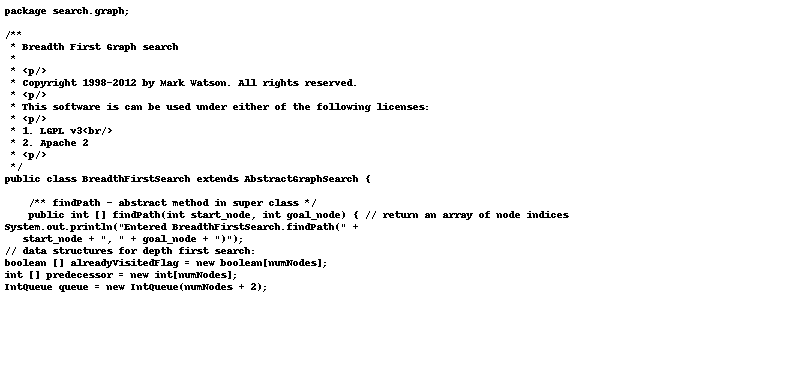 package search.graph;

/**
 * Breadth First Graph search
 *
 * <p/>
 * Copyright 1998-2012 by Mark Watson. All rights reserved.
 * <p/>
 * This software is can be used under either of the following licenses:
 * <p/>
 * 1. LGPL v3<br/>
 * 2. Apache 2
 * <p/>
 */
public class BreadthFirstSearch extends AbstractGraphSearch {

    /** findPath - abstract method in super class */
    public int [] findPath(int start_node, int goal_node) { // return an array of node indices
System.out.println("Entered BreadthFirstSearch.findPath(" +
   start_node + ", " + goal_node + ")");
// data structures for depth first search:
boolean [] alreadyVisitedFlag = new boolean[numNodes];
int [] predecessor = new int[numNodes];
IntQueue queue = new IntQueue(numNodes + 2);